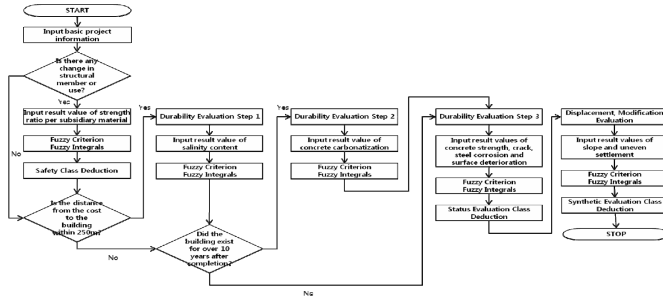 START
Input basic project
information
Is there any
change in
structural
member or
use?
Yes
No
Input result value of strength
ratio per subsidiary material
Fuzzy Criterion
Fuzzy Integrals
Safety Class Deduction
Is the distance
from the cost
to the
building
within 250m?
Yes
No
Durability Evaluation Step 1
Input result value of
salinity content
Fuzzy Criterion
Fuzzy Integrals
Did the
building exist
for over 10
years after
completion?
Yes
No
Durability Evaluation Step 2
Input result value of
concrete carbonatization
Fuzzy Criterion
Fuzzy Integrals
Durability Evaluation Step 3
Input result values of
concrete strength, crack,
steel corrosion and
surface deterioration
Fuzzy Criterion
Fuzzy Integrals
Status Evaluation Class
Deduction
Displacement, Modification
Evaluation
Input result values of
slope and uneven
settlement
Fuzzy Criterion
Fuzzy Integrals
Synthetic Evaluation Class
Deduction
STOP